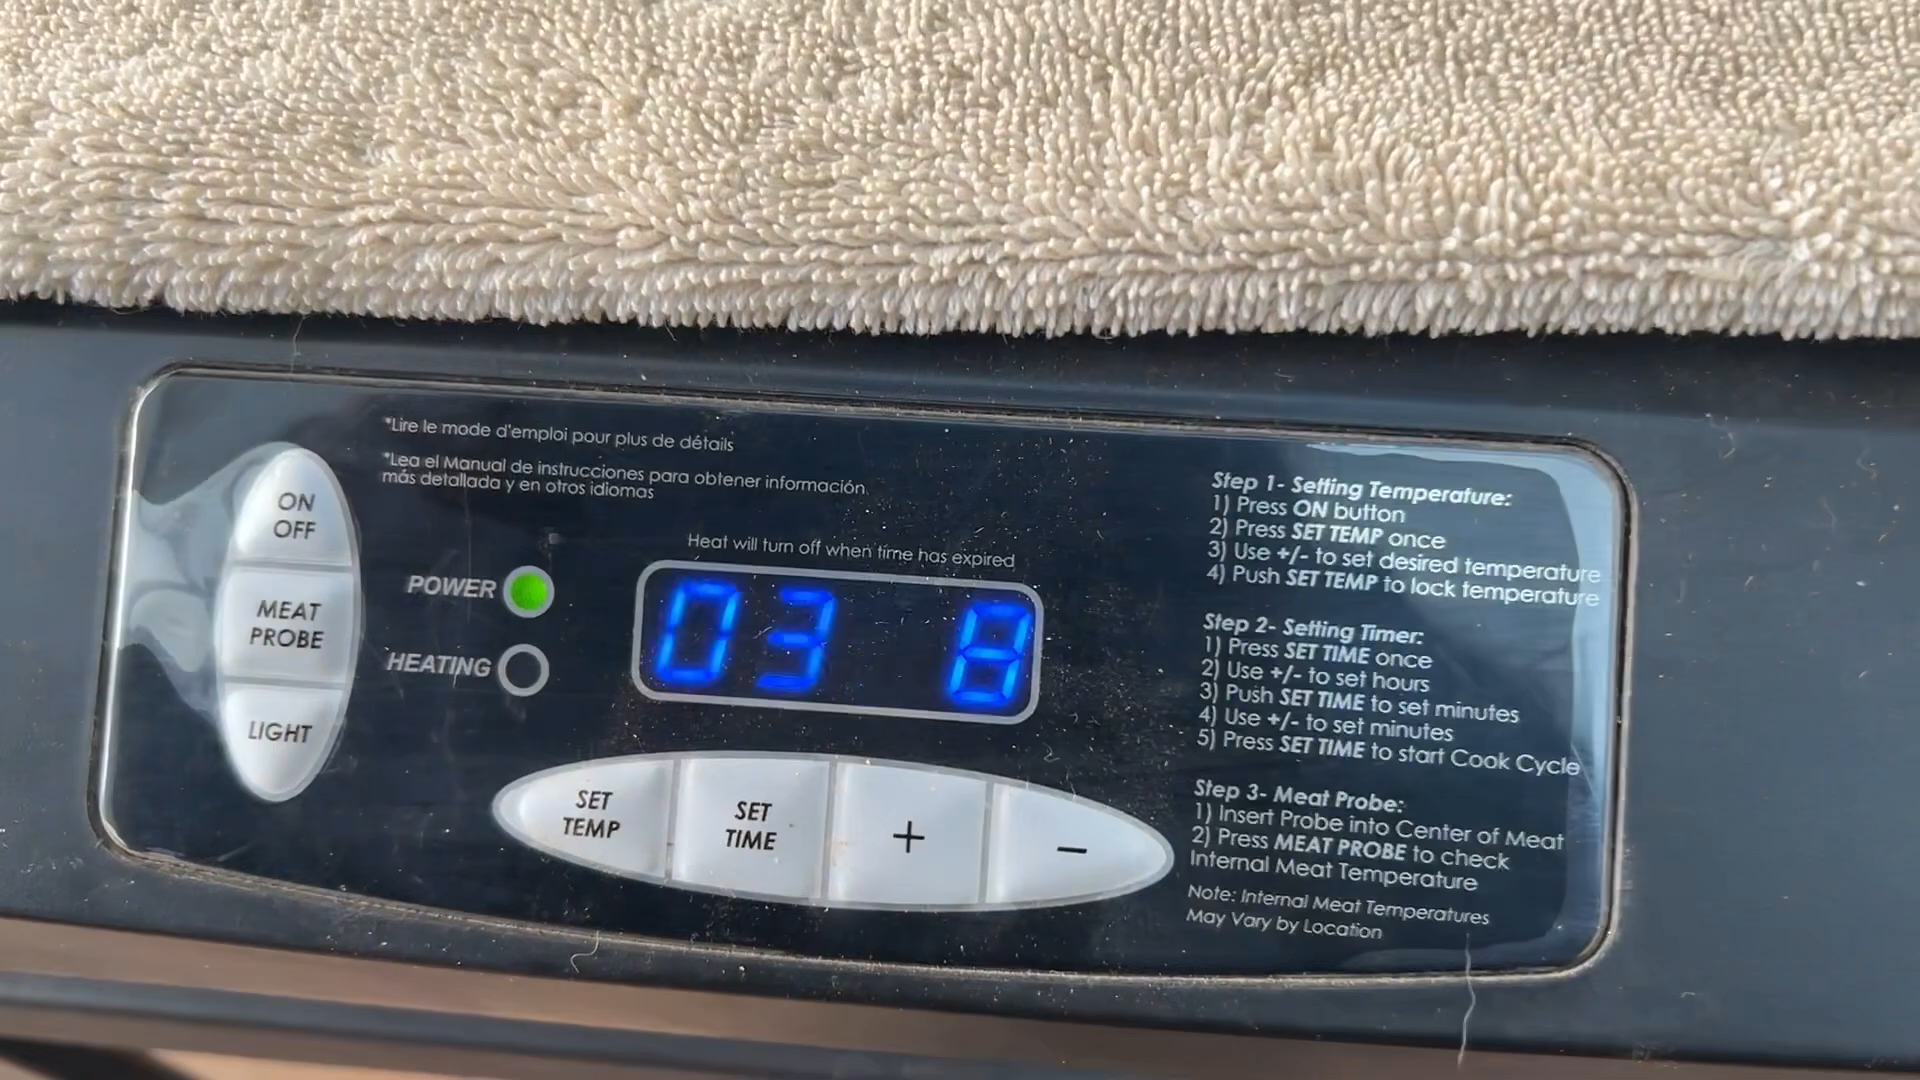 *Lire le mode d'emploi pour plus de détails
*Lea el Manual de instrucciones para obtener información
más detallada y en otros idiomas
ON
OFF
MEAT
PROBE
LIGHT
POWER
HEATING
Heat will turn off when time has expired
03 8
SET
TEMP
SET
TIME
+
−
Step 1- Setting Temperature:
1) Press ON button
2) Press SET TEMP once
3) Use +/- to set desired temperature
4) Push SET TEMP to lock temperature
Step 2- Setting Timer:
1) Press SET TIME once
2) Use +/- to set hours
3) Push SET TIME to set minutes
4) Use +/- to set minutes
5) Press SET TIME to start Cook Cycle
Step 3- Meat Probe:
1) Insert Probe into Center of Meat
2) Press MEAT PROBE to check
Internal Meat Temperature
Note: Internal Meat Temperatures
May Vary by Location